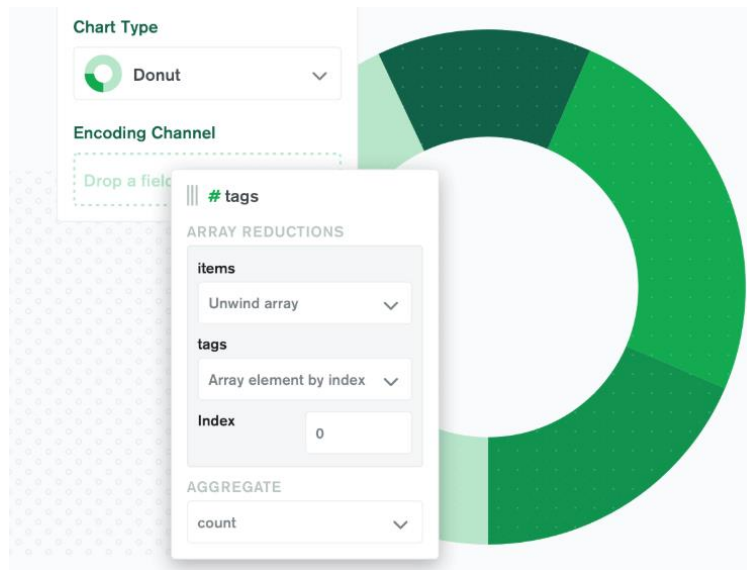 Chart Type
Donut
Encoding Channel
Drop a field
# tags
ARRAY REDUCTIONS
items
Unwind array
tags
Array element by index
Index
0
AGGREGATE
count